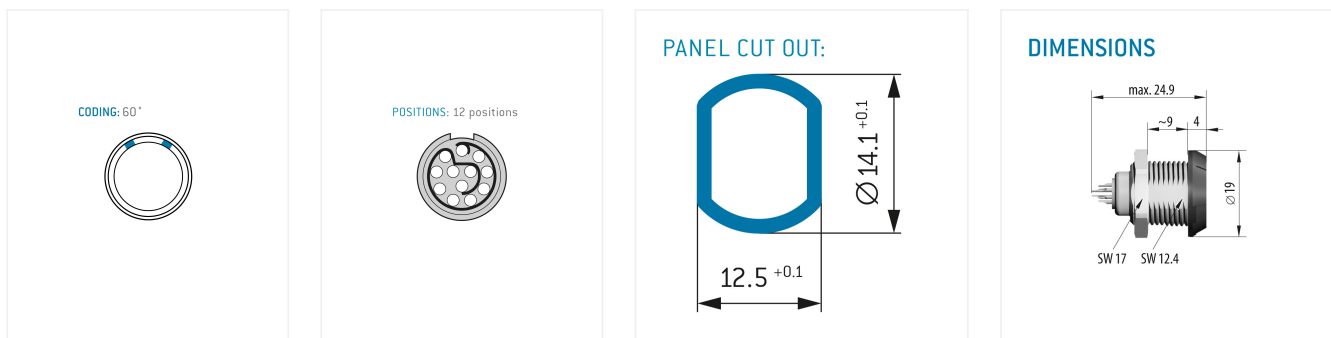 CODING: 60°
POSITIONS: 12 positions
PANEL CUT OUT:
Ø 14.1 +0.1
12.5 +0.1
DIMENSIONS
max. 24.9
~9
4
Ø19
SW 17
SW 12.4